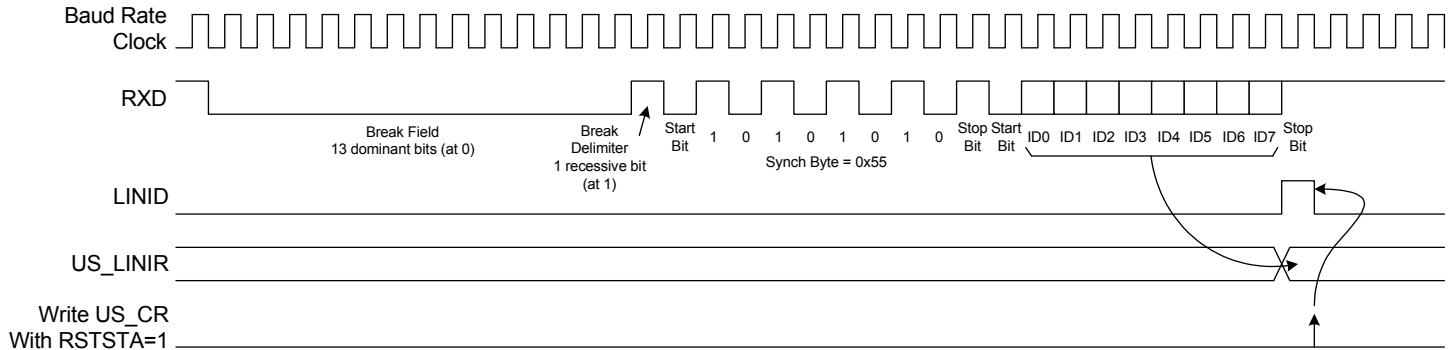 Baud Rate
Clock
RXD
Break Field
13 dominant bits (at 0)
Break
Delimiter
1 recessive bit
(at 1)
Start
Bit
1 0 1 0 1 0 1 0
Synch Byte = 0x55
Stop
Bit
Start
Bit
ID0 ID1 ID2 ID3 ID4 ID5 ID6 ID7
Stop
Bit
LINID
US_LINIR
Write US_CR
With RSTSTA=1